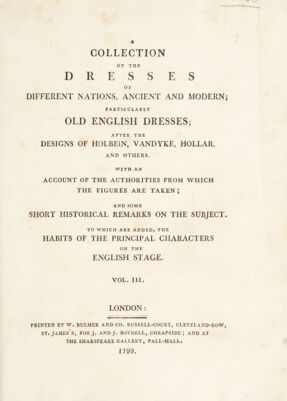 A
COLLECTION
OF THE
DRESSES
OF
DIFFERENT NATIONS, ANCIENT AND MODERN;
PARTICULARLY
OLD ENGLISH DRESSES;
AFTER THE
DESIGNS OF HOLBEIN, VANDYKE, HOLLAR,
AND OTHERS.
WITH AN
ACCOUNT OF THE AUTHORITIES FROM WHICH
THE FIGURES ARE TAKEN;
AND SOME
SHORT HISTORICAL REMARKS ON THE SUBJECT.
TO WHICH ARE ADDED, THE
HABITS OF THE PRINCIPAL CHARACTERS
ON THE
ENGLISH STAGE.
VOL. III.
LONDON:
PRINTED BY W. BULMER AND CO. RUSSELL-COURT, CLEVELAND-ROW,
ST. JAMES'S, FOR J. AND J. BOYDELL, CHEAPSIDE; AND AT
THE SHAKSPEARE GALLERY, PALL-MALL.
1799.